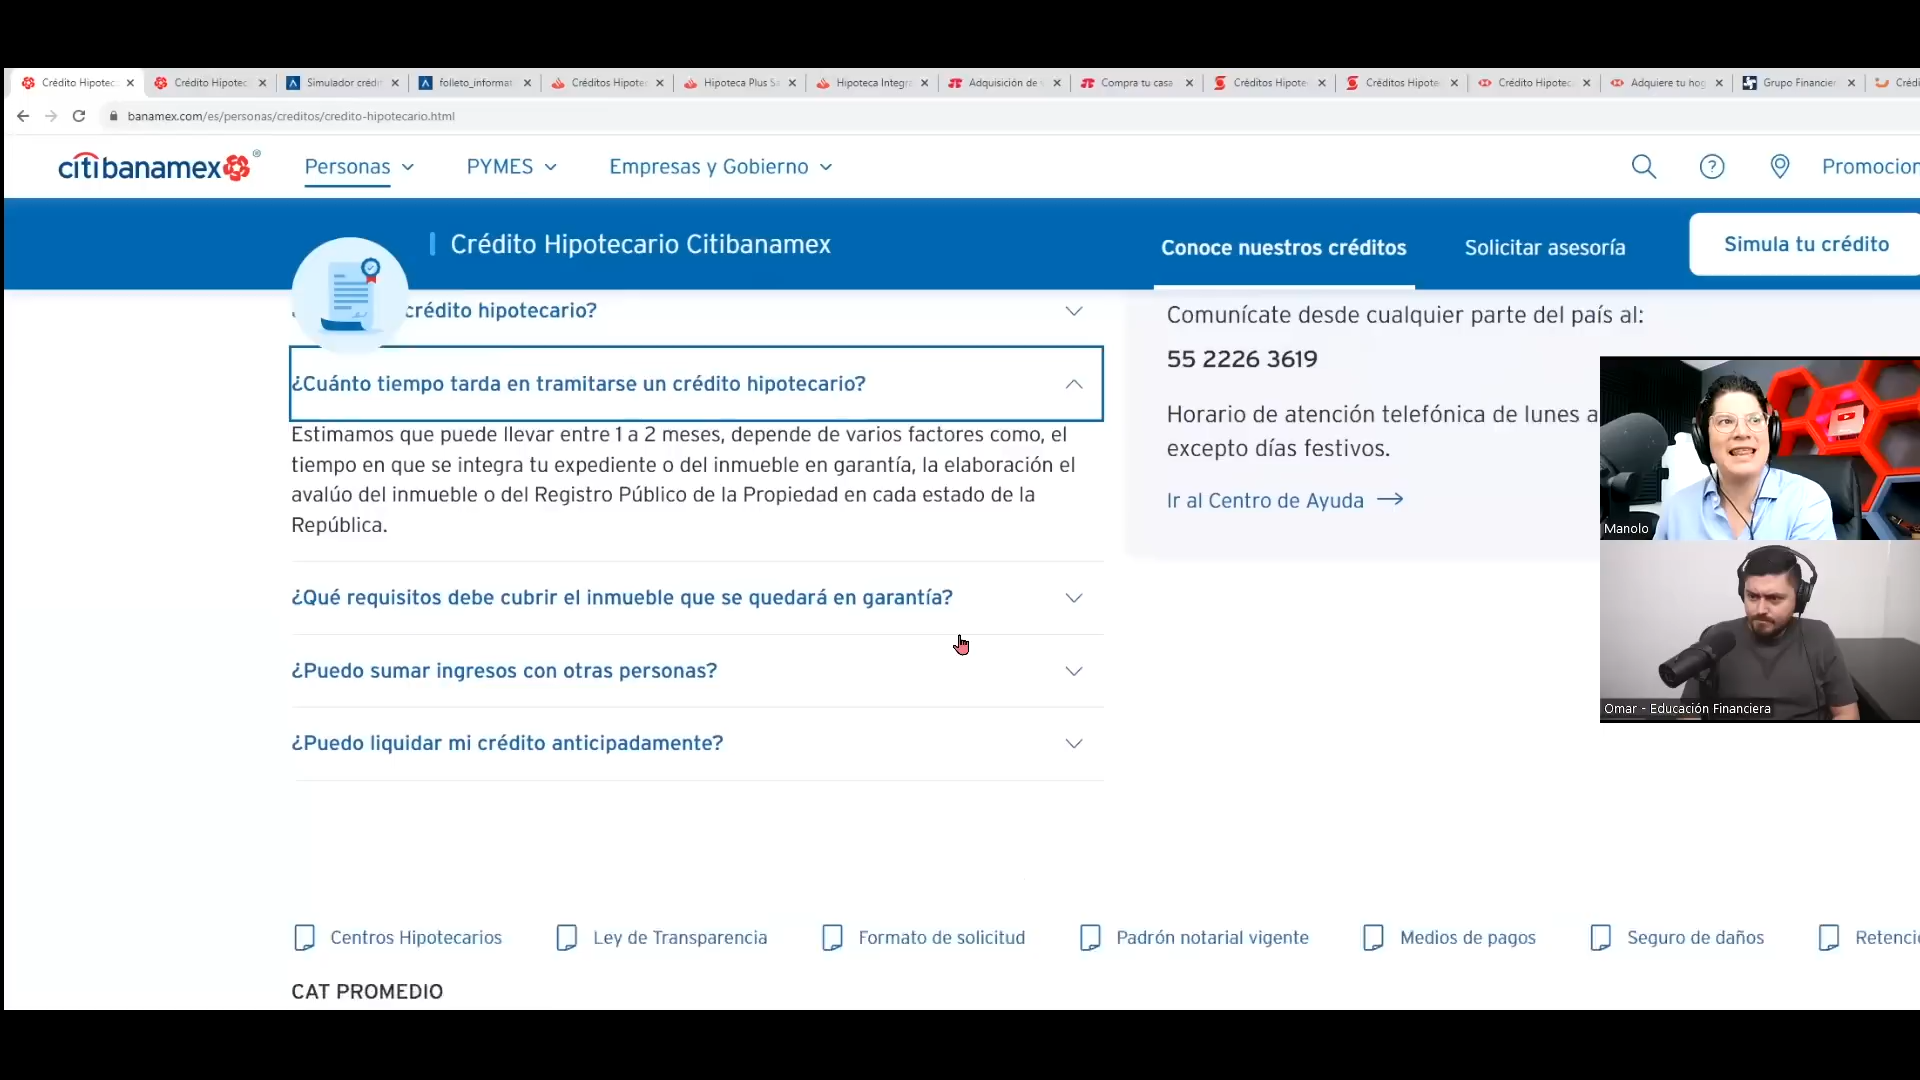 Crédito Hipotec
Crédito Hipotec
Simulador crédit
folleto_informat
Créditos Hipote
Hipoteca Plus Sa
Hipoteca Integra
Adquisición de
Compra tu casa
Créditos Hipote
Créditos Hipote
Crédito Hipotec
Adquiere tu hog
Grupo Financier
Crédi
banamex.com/es/personas/creditos/credito-hipotecario.html
citibanamex
Personas
PYMES
Empresas y Gobierno
Promocion
Crédito Hipotecario Citibanamex
Conoce nuestros créditos
Solicitar asesoría
Simula tu crédito
crédito hipotecario?
¿Cuánto tiempo tarda en tramitarse un crédito hipotecario?
Estimamos que puede llevar entre 1 a 2 meses, depende de varios factores como, el
tiempo en que se integra tu expediente o del inmueble en garantía, la elaboración el
avalúo del inmueble o del Registro Público de la Propiedad en cada estado de la
República.
¿Qué requisitos debe cubrir el inmueble que se quedará en garantía?
¿Puedo sumar ingresos con otras personas?
¿Puedo liquidar mi crédito anticipadamente?
Comunícate desde cualquier parte del país al:
55 2226 3619
Horario de atención telefónica de lunes a
excepto días festivos.
Ir al Centro de Ayuda
Manolo
Omar - Educación Financiera
Centros Hipotecarios
Ley de Transparencia
Formato de solicitud
Padrón notarial vigente
Medios de pagos
Seguro de daños
Retenci
CAT PROMEDIO